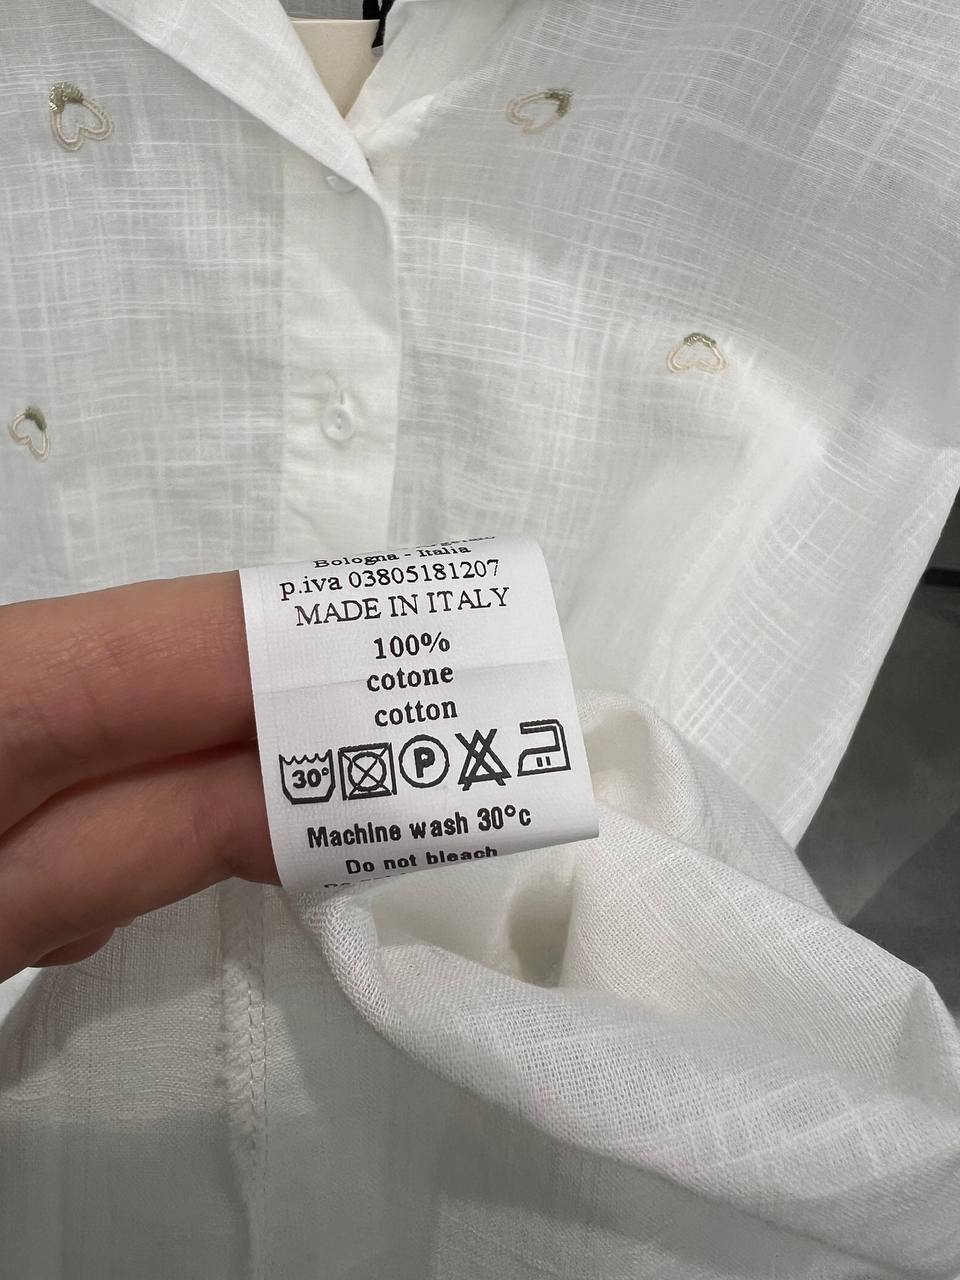 Bologna - Italia
p.iva 03805181207
MADE IN ITALY
100%
cotone
cotton
30°
P
Machine wash 30°c
Do not bleach